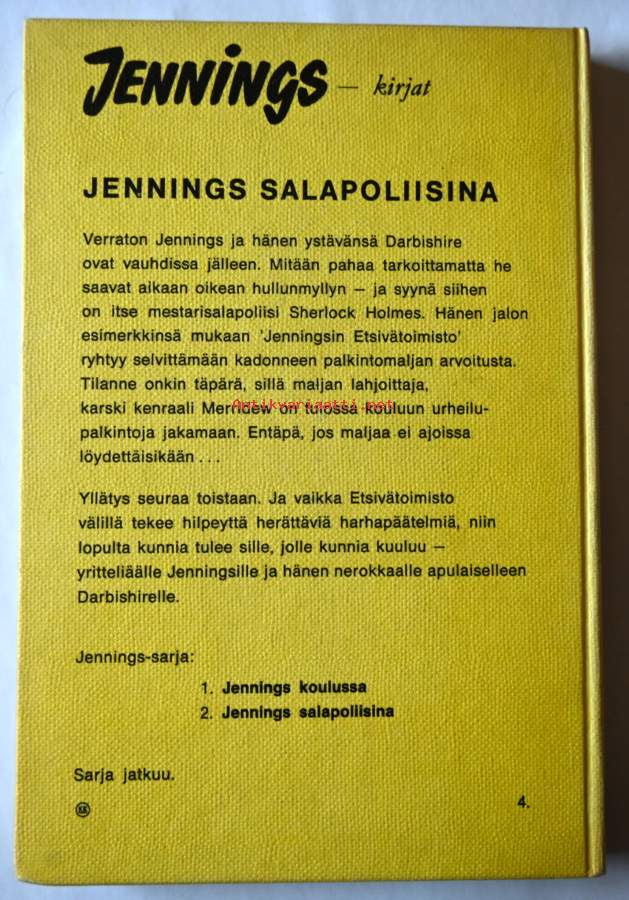 JENNINGS – kirjat
JENNINGS SALAPOLIISINA
Verraton Jennings ja hänen ystävänsä Darbishire
ovat vauhdissa jälleen. Mitään pahaa tarkoittamatta he
saavat aikaan oikean hullunmyllyn – ja syynä siihen
on itse mestarisalapoliisi Sherlock Holmes. Hänen jalon
esimerkkinsä mukaan 'Jenningsin Etsivätoimisto'
ryhtyy selvittämään kadonneen palkintomaljan arvoitusta.
Tilanne onkin täpärä, sillä maljan lahjoittaja,
karski kenraali Merridew on tulossa kouluun urheilu-
Antikvariaatti.net
palkintoja jakamaan. Entäpä, jos maljaa ei ajoissa
löydettäisikään ...
Yllätys seuraa toistaan. Ja vaikka Etsivätoimisto
välillä tekee hilpeyttä herättäviä harhapäätelmiä, niin
lopulta kunnia tulee sille, jolle kunnia kuuluu –
yritteliäälle Jenningsille ja hänen nerokkaalle apulaiselleen
Darbishirelle.
Jennings-sarja:
1. Jennings koulussa
2. Jennings salapoliisina
Sarja jatkuu.
4.